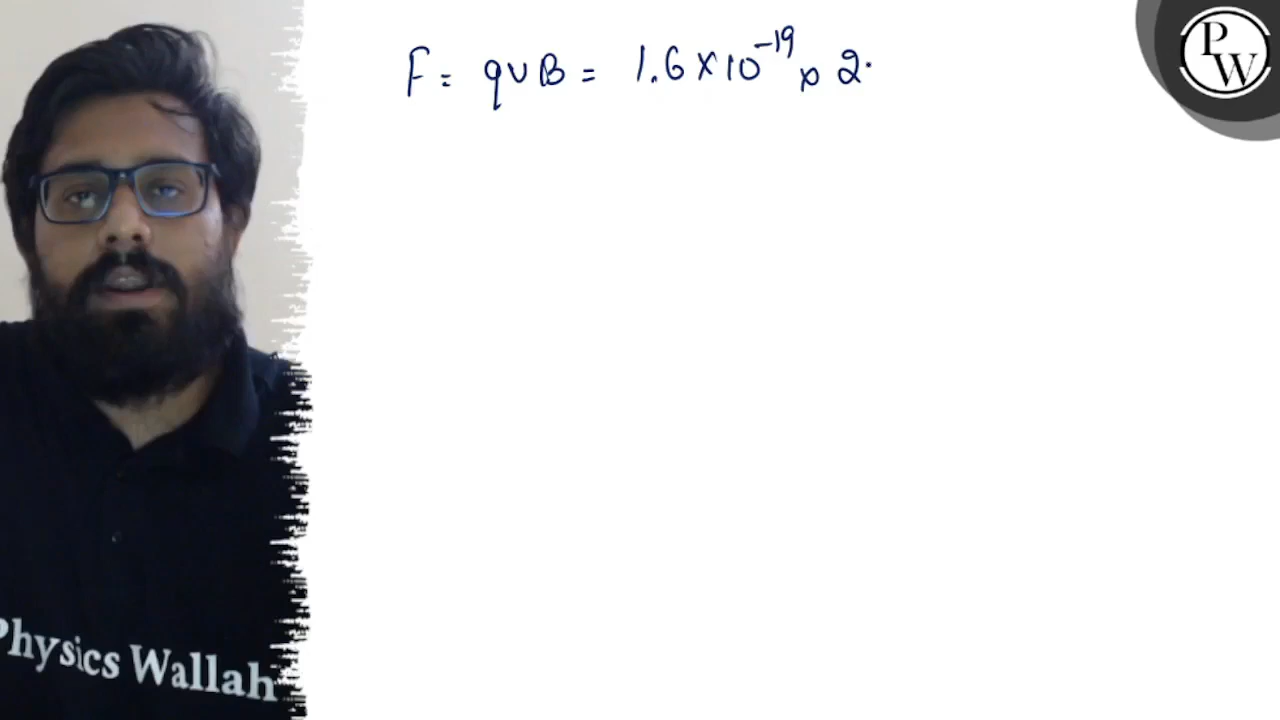 F = qvB = 1.6 × 10⁻¹⁹ × 2.
PW
Physics Wallah